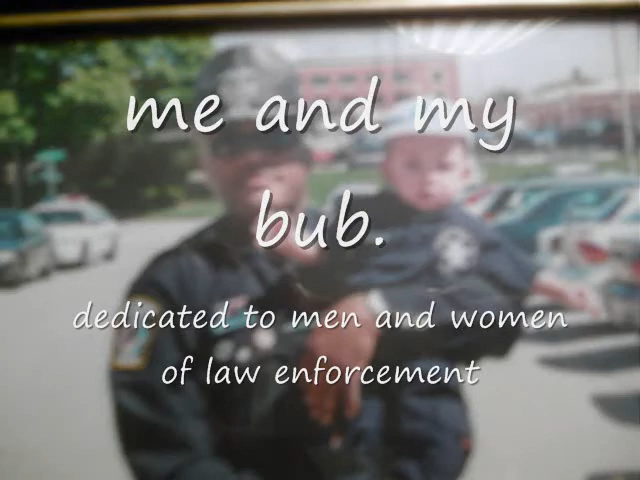 me and my
bub.
dedicated to men and women
of law enforcement